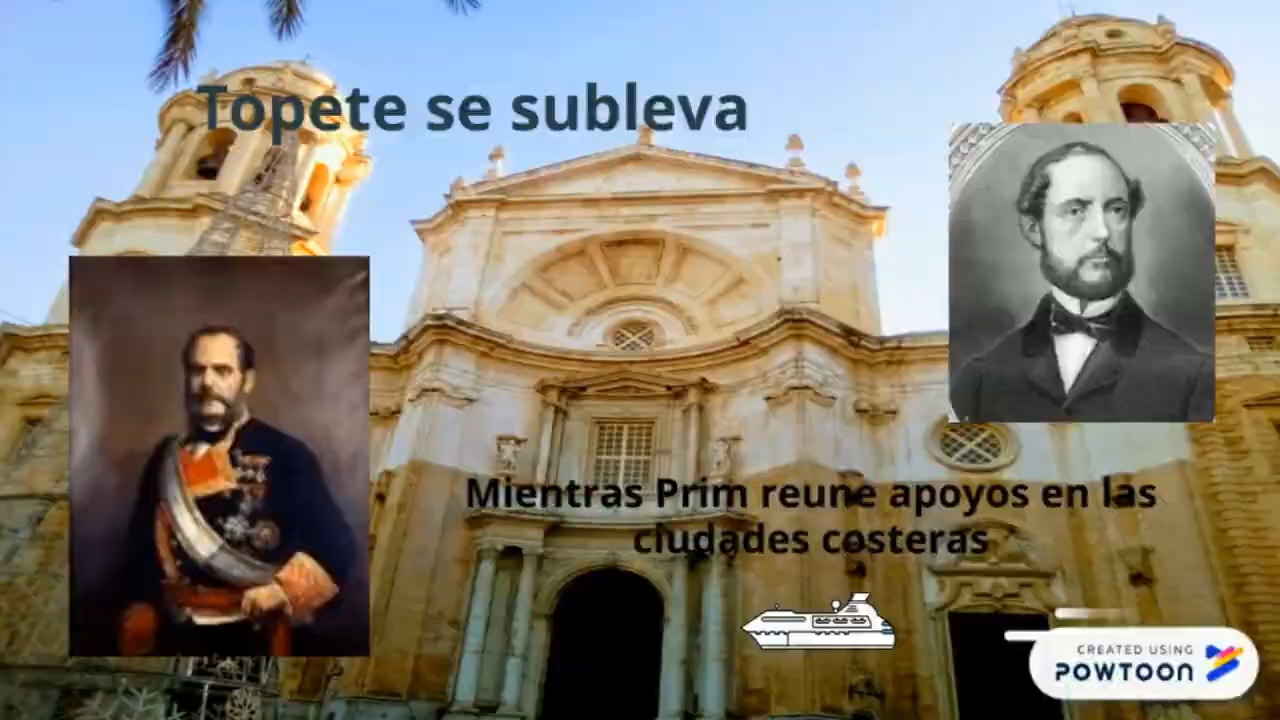 Topete se subleva
Mientras Prim reune apoyos en las
ciudades costeras
CREATED USING
POWTOON